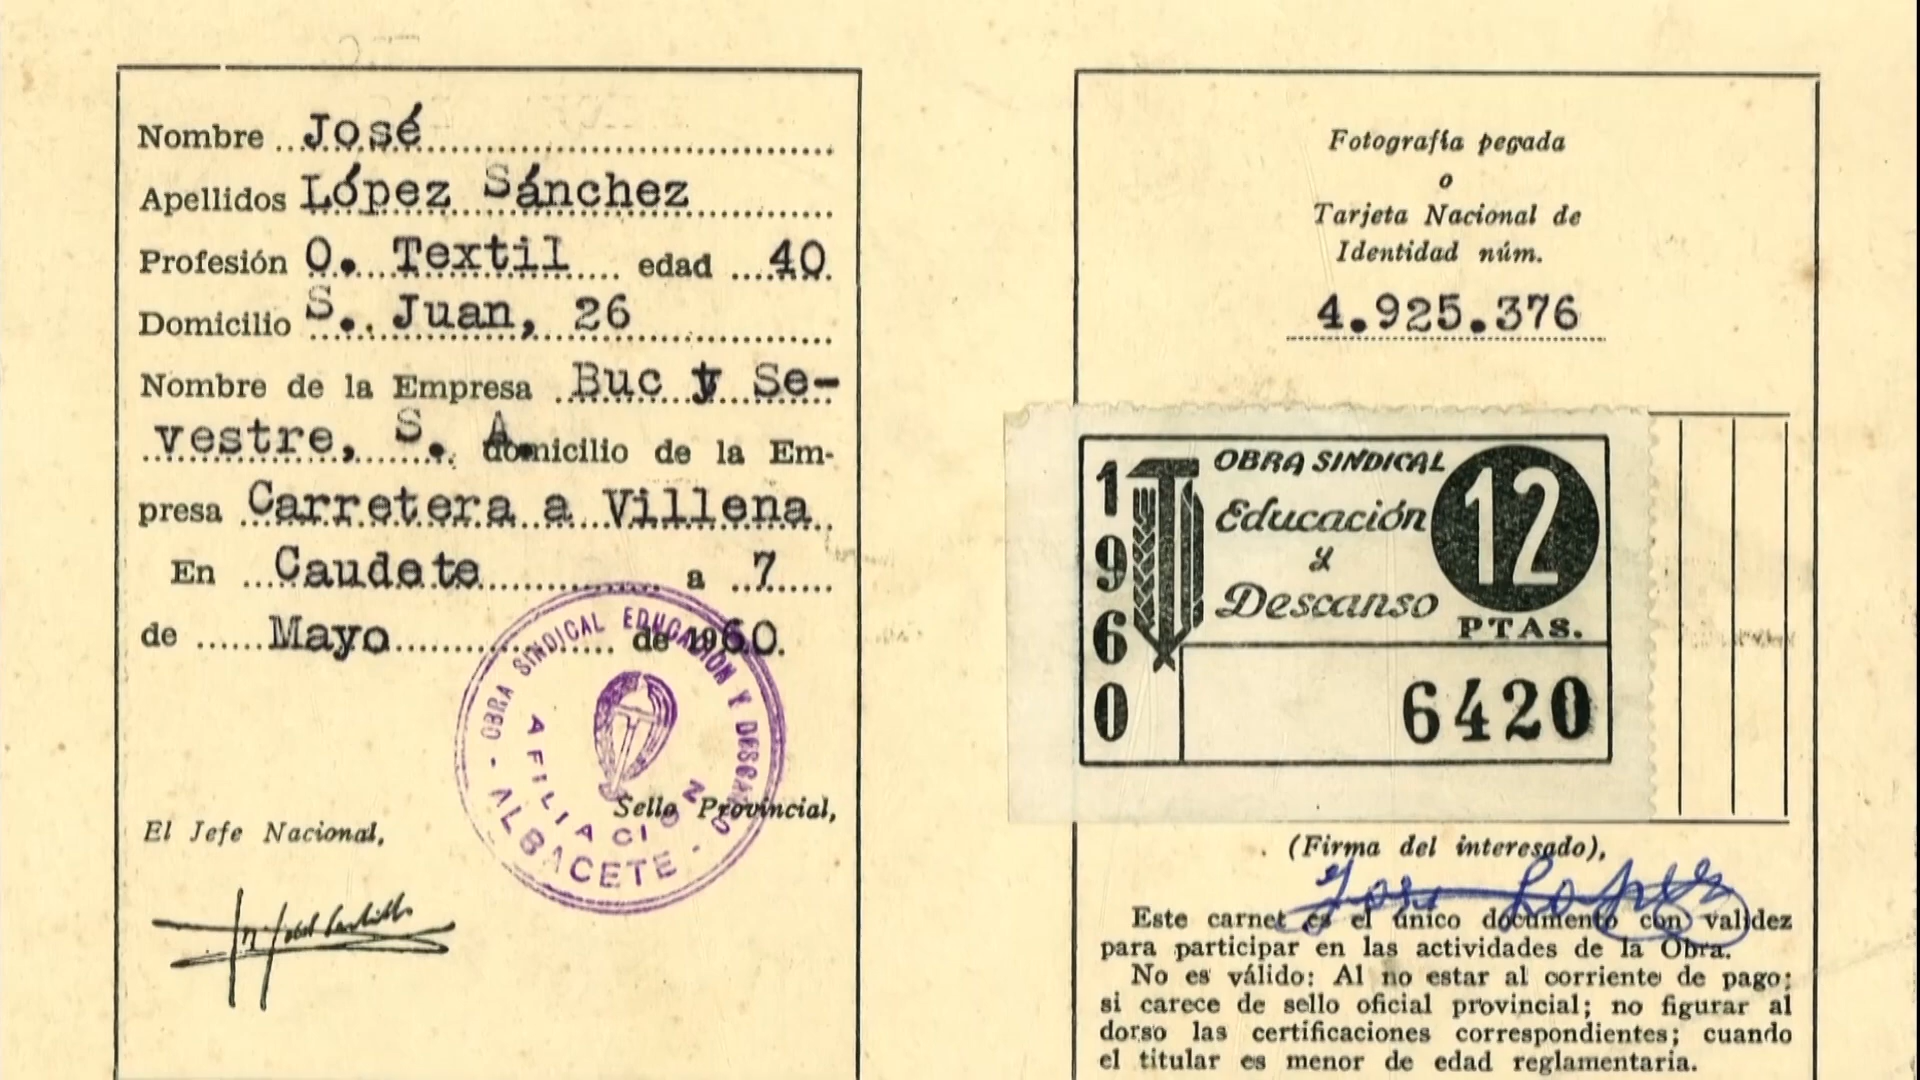 Nombre José
Apellidos López Sánchez
Profesión O. Textil edad 40
Domicilio S. Juan, 26
Nombre de la Empresa Buc y Se-
vestre, S. A. domicilio de la Em-
presa Carretera a Villena
En Caudete a 7
de Mayo de 1960.
OBRA SINDICAL EDUCACIÓN Y DESCANSO
AFILIACIÓN
- ALBACETE -
Sello Provincial,
El Jefe Nacional,
Fotografía pegada
o
Tarjeta Nacional de
Identidad núm.
4.925.376
1960
OBRA SINDICAL
Educación
y
Descanso
12
PTAS.
6420
(Firma del interesado),
José López
Este carnet es el único documento con validez
para participar en las actividades de la Obra.
No es válido: Al no estar al corriente de pago;
si carece de sello oficial provincial; no figurar al
dorso las certificaciones correspondientes; cuando
el titular es menor de edad reglamentaria.